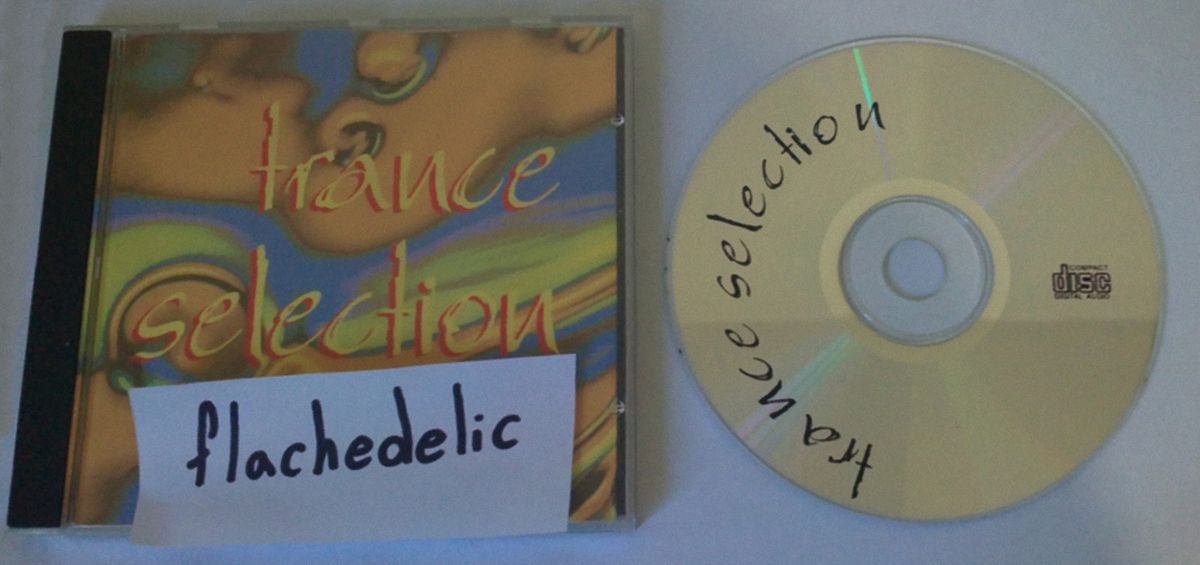 trance
selection
flachedelic
trance selection
COMPACT
disc
DIGITAL AUDIO